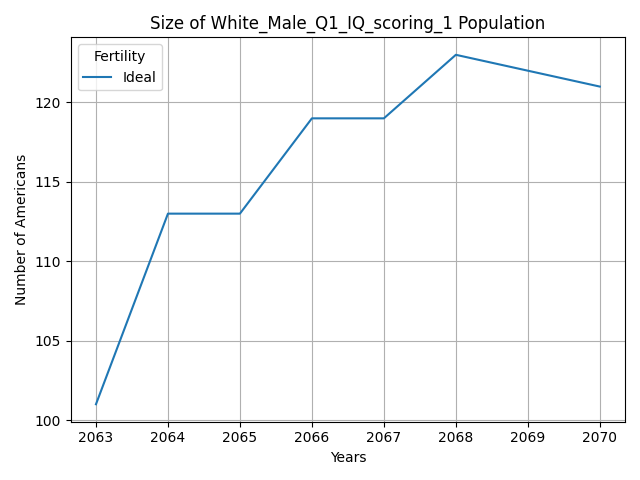 Size of White_Male_Q1_IQ_scoring_1 Population
Fertility
Ideal
Number of Americans
120
115
110
105
100
2063 2064 2065 2066 2067 2068 2069 2070
Years